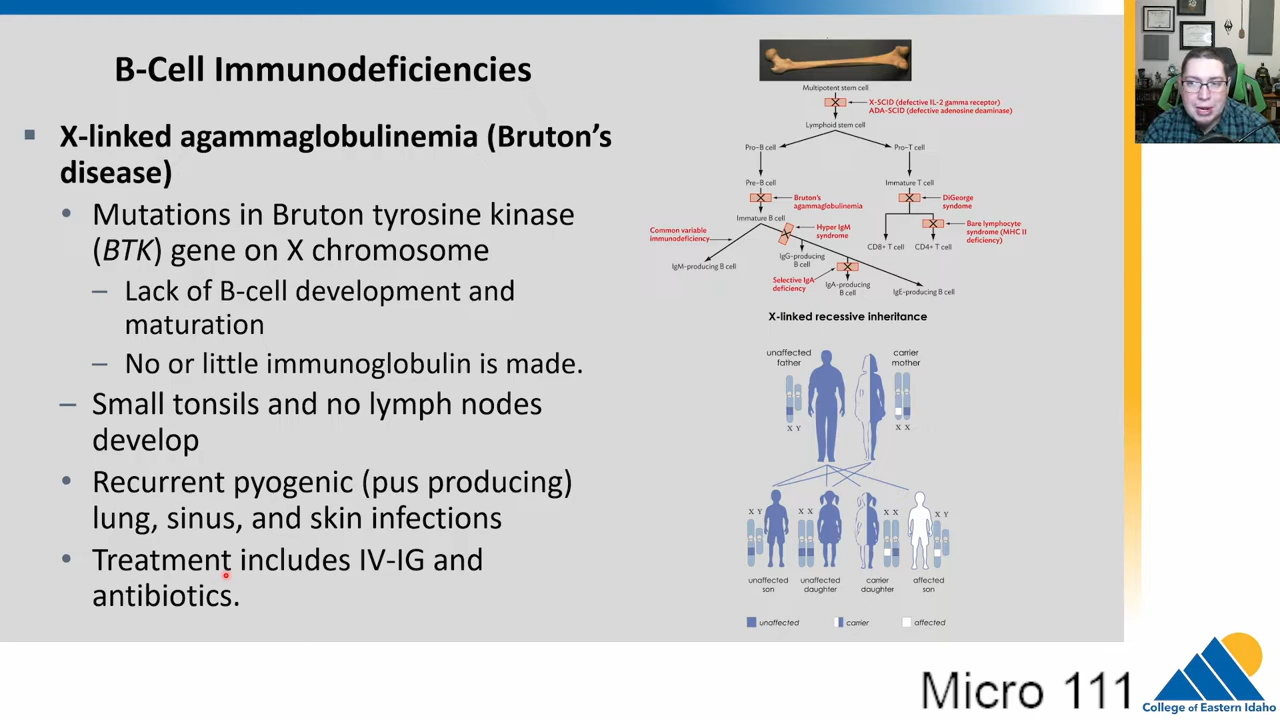 B-Cell Immunodeficiencies
▪ X-linked agammaglobulinemia (Bruton's
disease)
• Mutations in Bruton tyrosine kinase
(BTK) gene on X chromosome
– Lack of B-cell development and
maturation
– No or little immunoglobulin is made.
– Small tonsils and no lymph nodes
develop
• Recurrent pyogenic (pus producing)
lung, sinus, and skin infections
• Treatment includes IV-IG and
antibiotics.
Multipotent stem cell
X-SCID (defective IL-2 gamma receptor)
ADA-SCID (defective adenosine deaminase)
Lymphoid stem cell
Pro-B cell
Pro-T cell
Pre-B cell
Immature T cell
Bruton's
agammaglobulinemia
DiGeorge
syndome
Immature B cell
Common variable
immunodeficiency
Hyper IgM
syndrome
Bare lymphocyte
syndrome (MHC II
deficiency)
CD8+ T cell
CD4+ T cell
IgM-producing B cell
IgG-producing
B cell
Selective IgA
deficiency
IgA-producing
B cell
IgE-producing B cell
X-linked recessive inheritance
unaffected
father
carrier
mother
X Y
X X
X Y
X X
X X
X Y
unaffected
son
unaffected
daughter
carrier
daughter
affected
son
unaffected
carrier
affected
Micro 111
College of Eastern Idaho